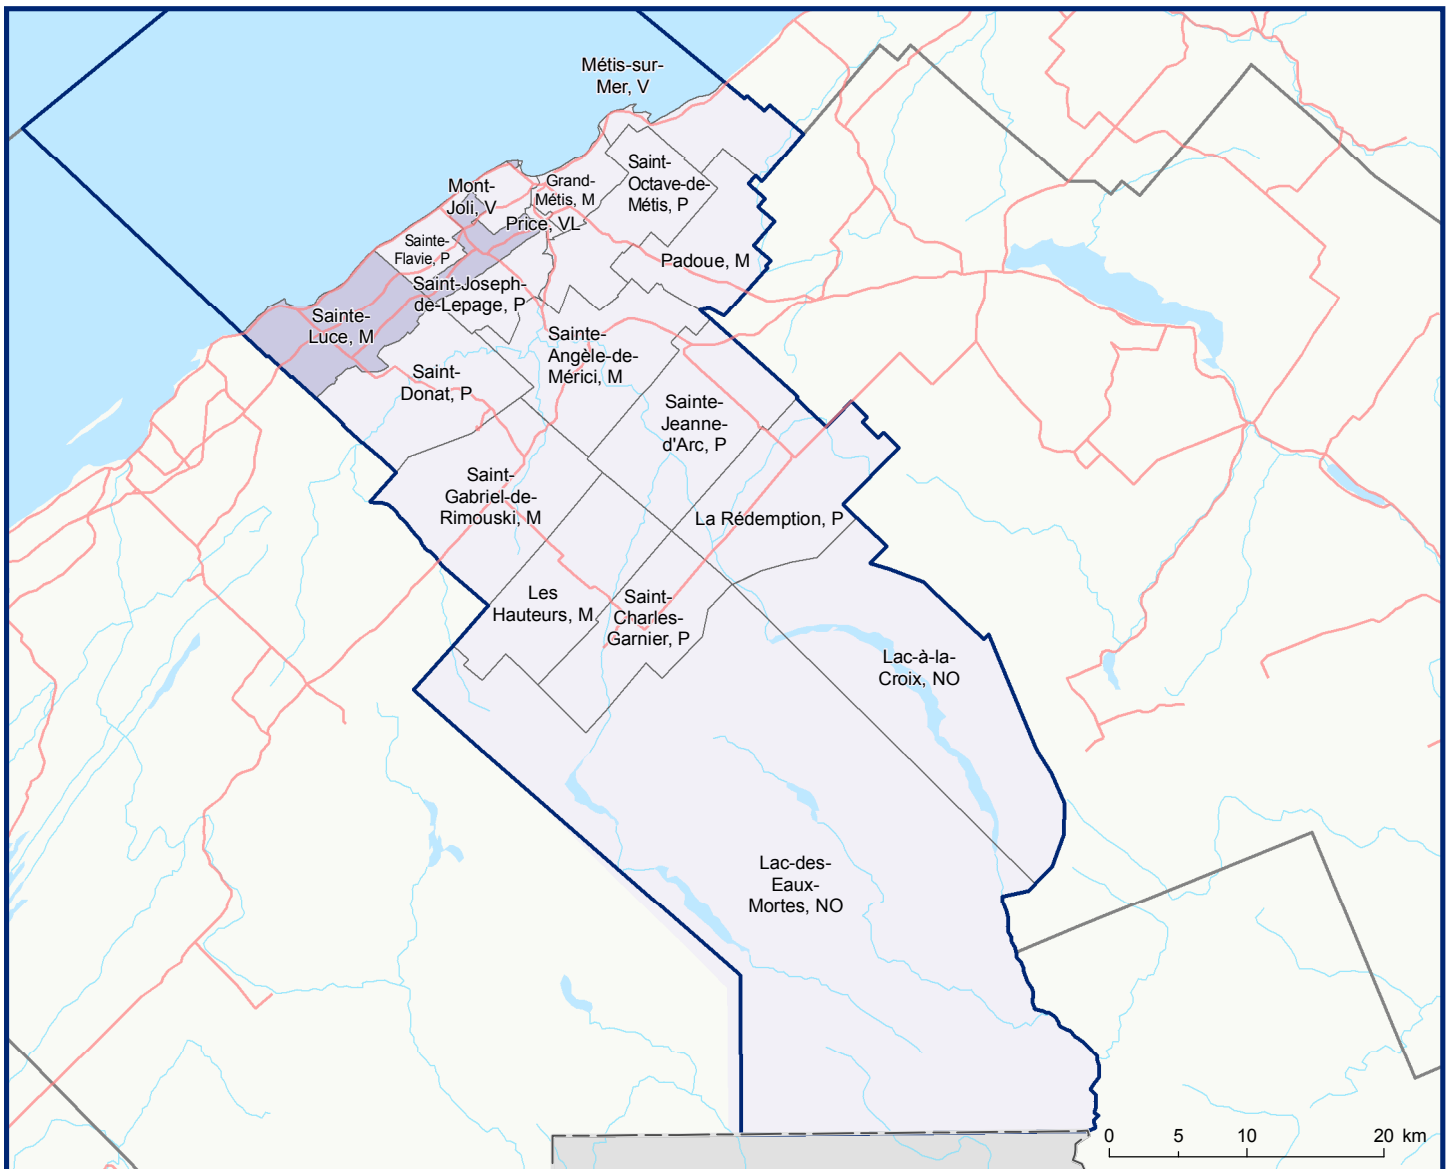 Métis-sur-
Mer, V
Saint-
Octave-de-
Métis, P
Grand-
Métis, M
Mont-
Joli, V
Price, VL
Sainte-
Flavie, P
Padoue, M
Saint-Joseph-
de-Lepage, P
Sainte-
Luce, M
Sainte-
Angèle-de-
Mérici, M
Saint-
Donat, P
Sainte-
Jeanne-
d'Arc, P
Saint-
Gabriel-de-
Rimouski, M
La Rédemption, P
Les
Hauteurs, M
Saint-
Charles-
Garnier, P
Lac-à-la-
Croix, NO
Lac-des-
Eaux-
Mortes, NO
0 5 10 20 km